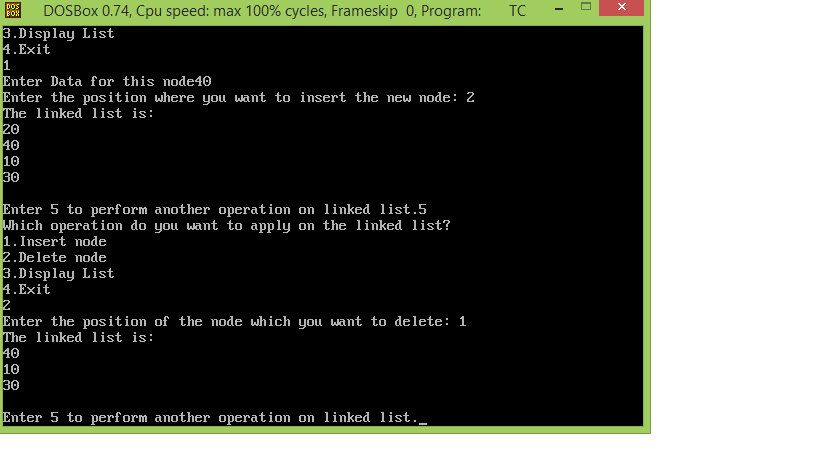 DOS
BOX
DOSBox 0.74, Cpu speed: max 100% cycles, Frameskip 0, Program: TC
3.Display List
4.Exit
1
Enter Data for this node40
Enter the position where you want to insert the new node: 2
The linked list is:
20
40
10
30
Enter 5 to perform another operation on linked list.5
Which operation do you want to apply on the linked list?
1.Insert node
2.Delete node
3.Display List
4.Exit
2
Enter the position of the node which you want to delete: 1
The linked list is:
40
10
30
Enter 5 to perform another operation on linked list._